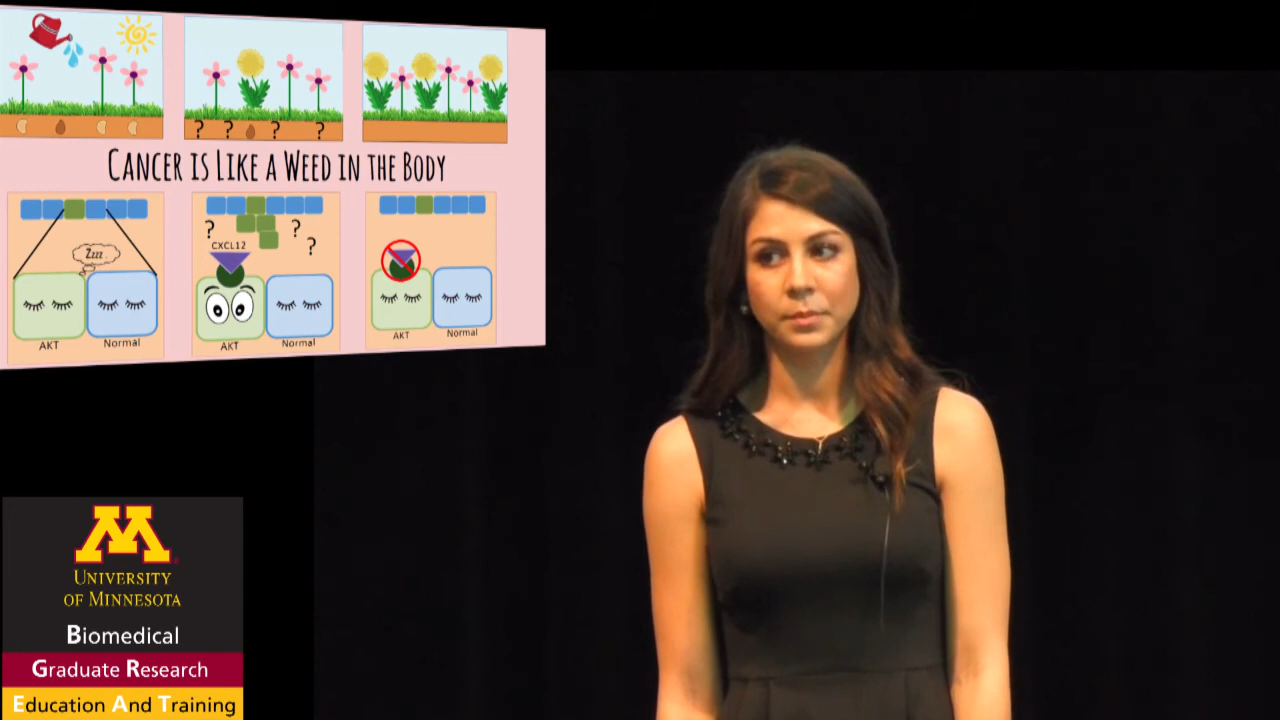 ? ? ? ?
CANCER IS LIKE A WEED IN THE BODY
Zzzz
AKT
Normal
? ? ?
CXCL12
AKT
Normal
AKT
Normal
M
UNIVERSITY
OF MINNESOTA
Biomedical
Graduate Research
Education And Training